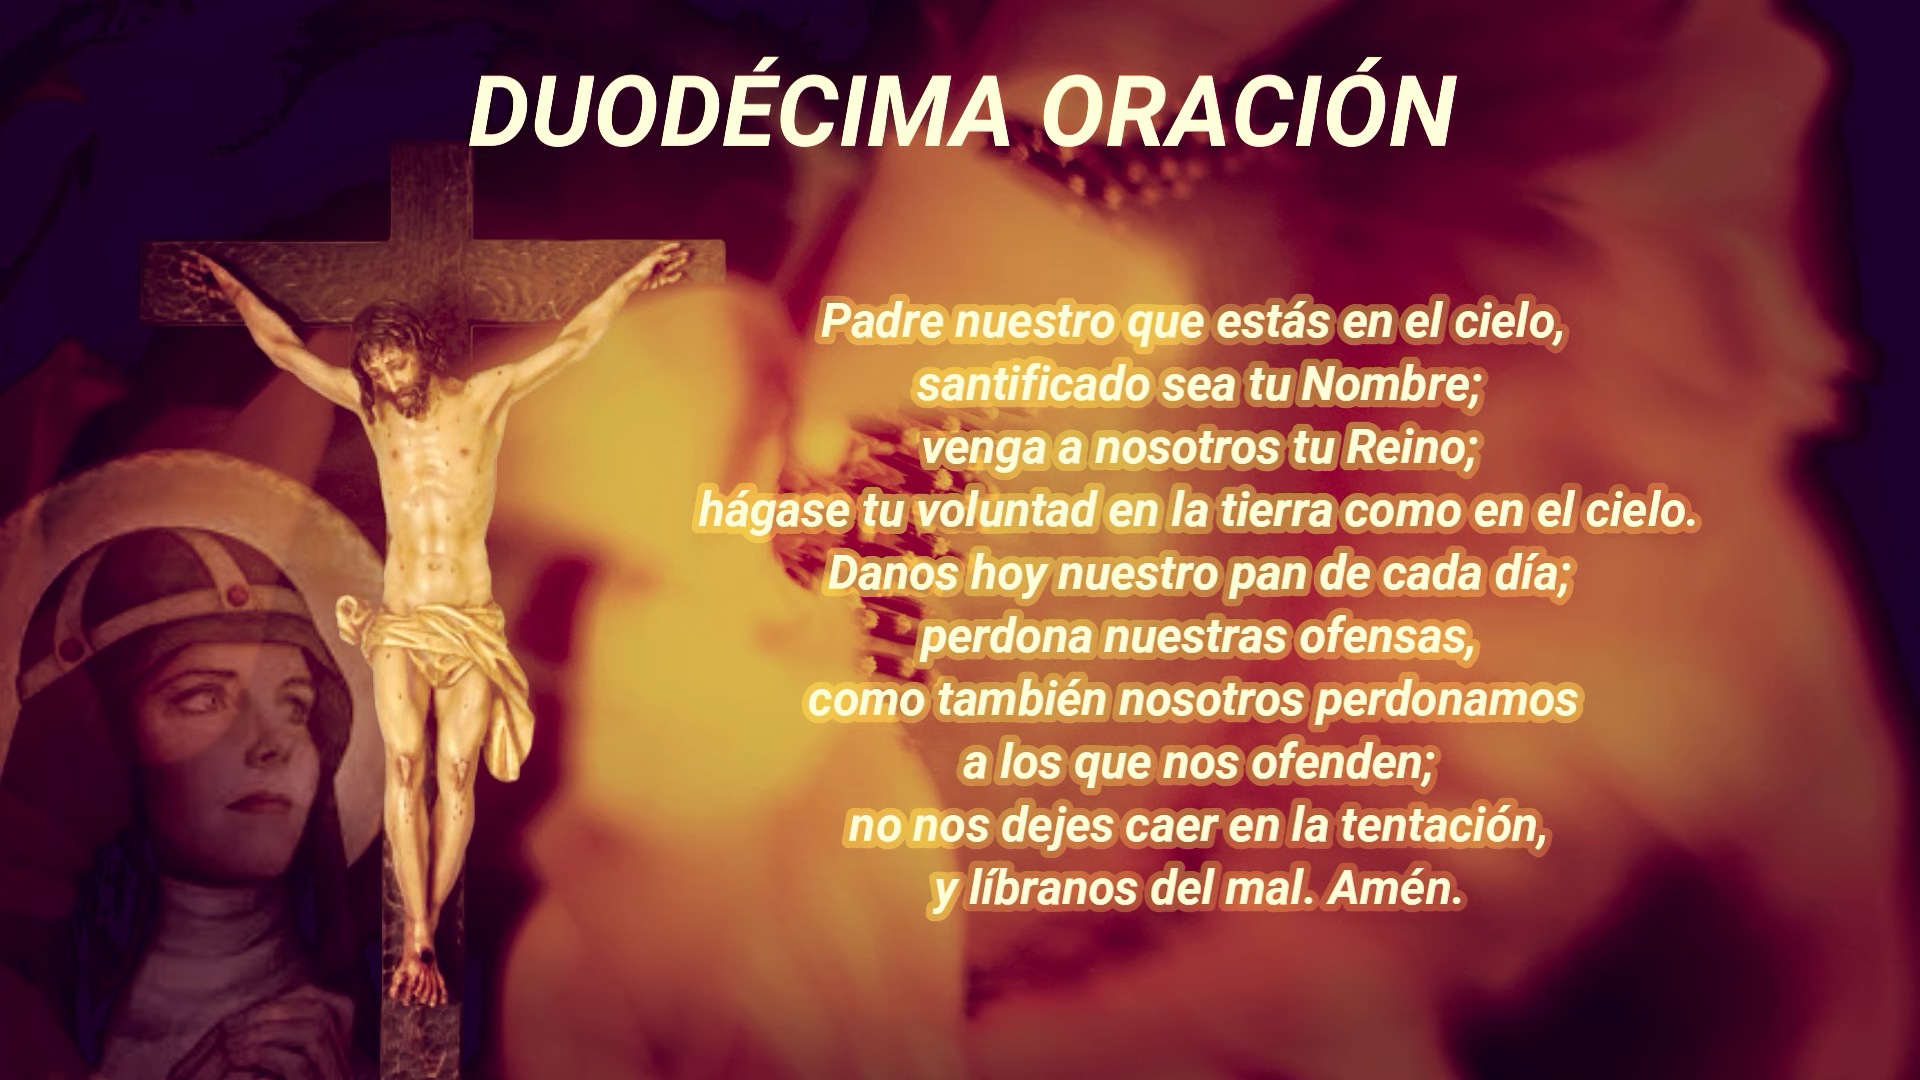 DUODÉCIMA ORACIÓN
Padre nuestro que estás en el cielo,
santificado sea tu Nombre;
venga a nosotros tu Reino;
hágase tu voluntad en la tierra como en el cielo.
Danos hoy nuestro pan de cada día;
perdona nuestras ofensas,
como también nosotros perdonamos
a los que nos ofenden;
no nos dejes caer en la tentación,
y líbranos del mal. Amén.